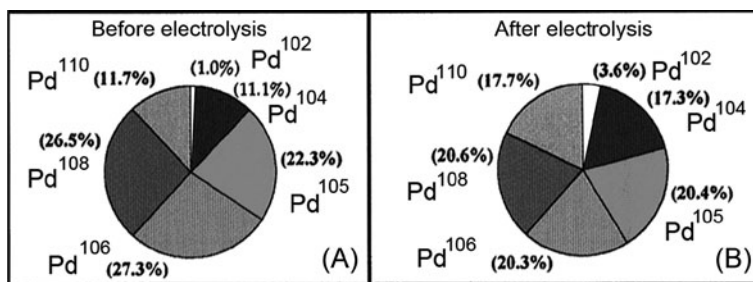 Before electrolysis
Pd102
(1.0%)
Pd110
(11.7%)
(11.1%)
Pd104
(26.5%)
Pd108
(22.3%)
Pd105
Pd106
(27.3%)
(A)
After electrolysis
Pd102
(3.6%)
Pd110
(17.7%)
(17.3%)
Pd104
(20.6%)
Pd108
(20.4%)
Pd105
Pd106
(20.3%)
(B)